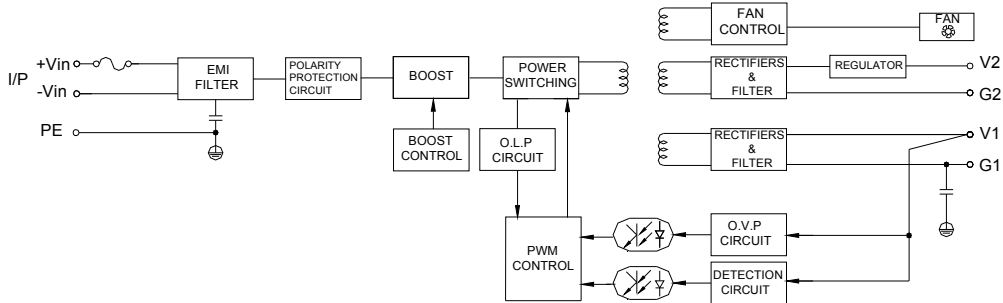 FAN
CONTROL
FAN
I/P
+Vin
-Vin
PE
EMI
FILTER
POLARITY
PROTECTION
CIRCUIT
BOOST
POWER
SWITCHING
RECTIFIERS
&
FILTER
REGULATOR
V2
G2
BOOST
CONTROL
O.L.P
CIRCUIT
RECTIFIERS
&
FILTER
V1
G1
PWM
CONTROL
O.V.P
CIRCUIT
DETECTION
CIRCUIT